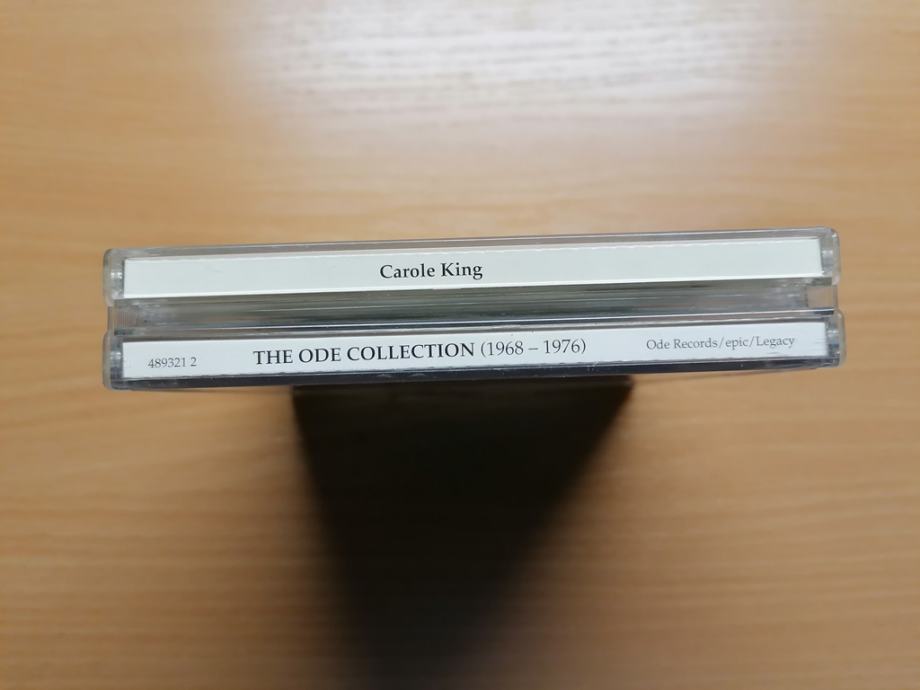 Carole King
489321 2 THE ODE COLLECTION (1968 – 1976) Ode Records/epic/Legacy